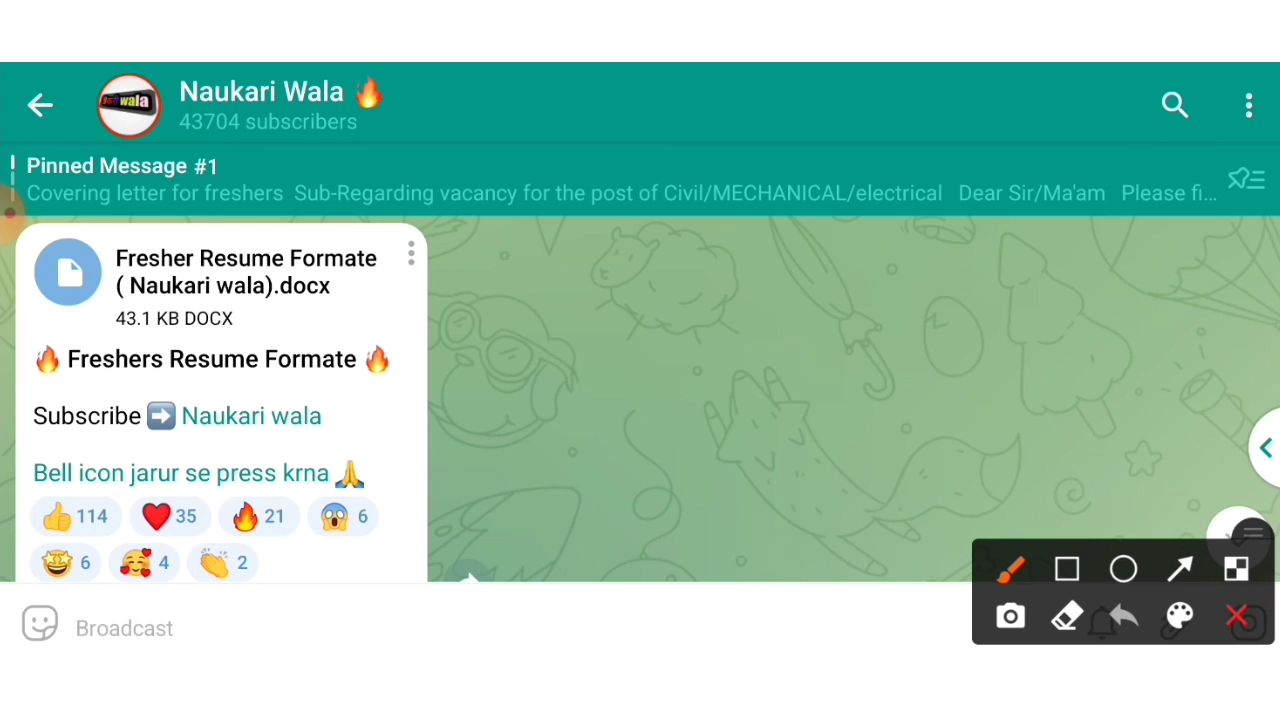 Naukari Wala 🔥
43704 subscribers
Pinned Message #1
Covering letter for freshers Sub-Regarding vacancy for the post of Civil/MECHANICAL/electrical Dear Sir/Ma'am Please fi...
Fresher Resume Formate
( Naukari wala).docx
43.1 KB DOCX
🔥 Freshers Resume Formate 🔥
Subscribe ➡️ Naukari wala
Bell icon jarur se press krna 🙏
👍 114 ❤️ 35 🔥 21 😱 6
🤩 6 🥰 4 👏 2
Broadcast